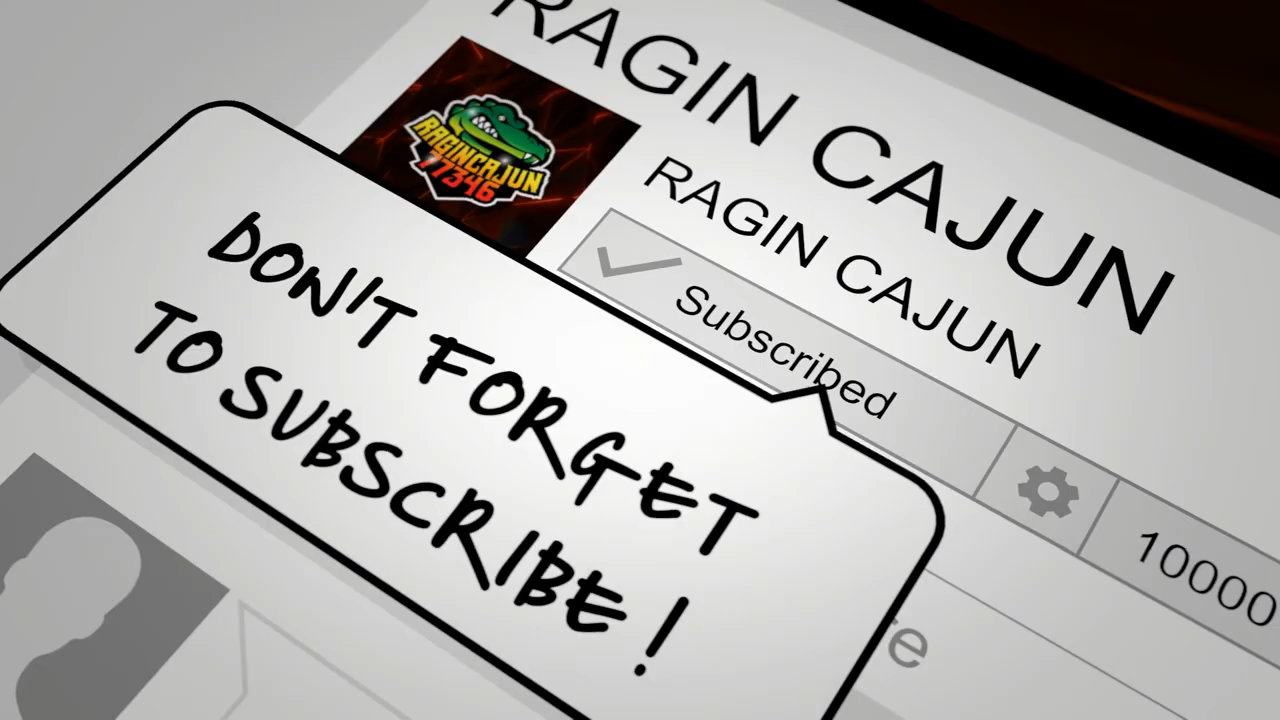 RAGIN CAJUN
RAGINCAJUN
77346
RAGIN CAJUN
Subscribed
10000
DON'T FORGET
TO SUBSCRIBE!